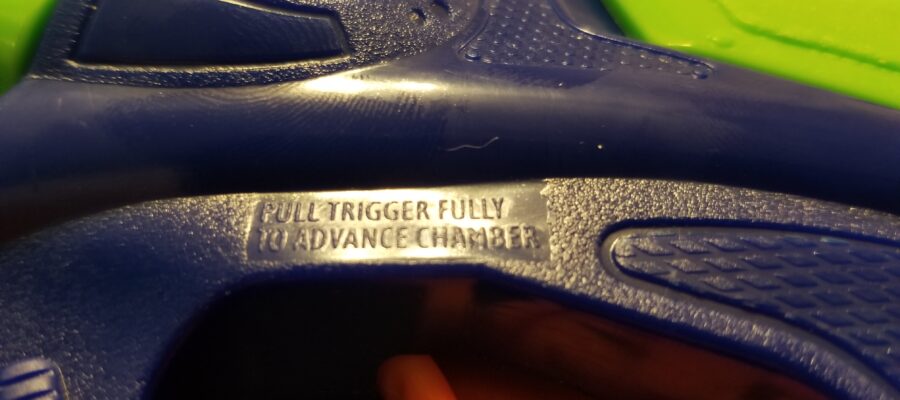 PULL TRIGGER FULLY
TO ADVANCE CHAMBER